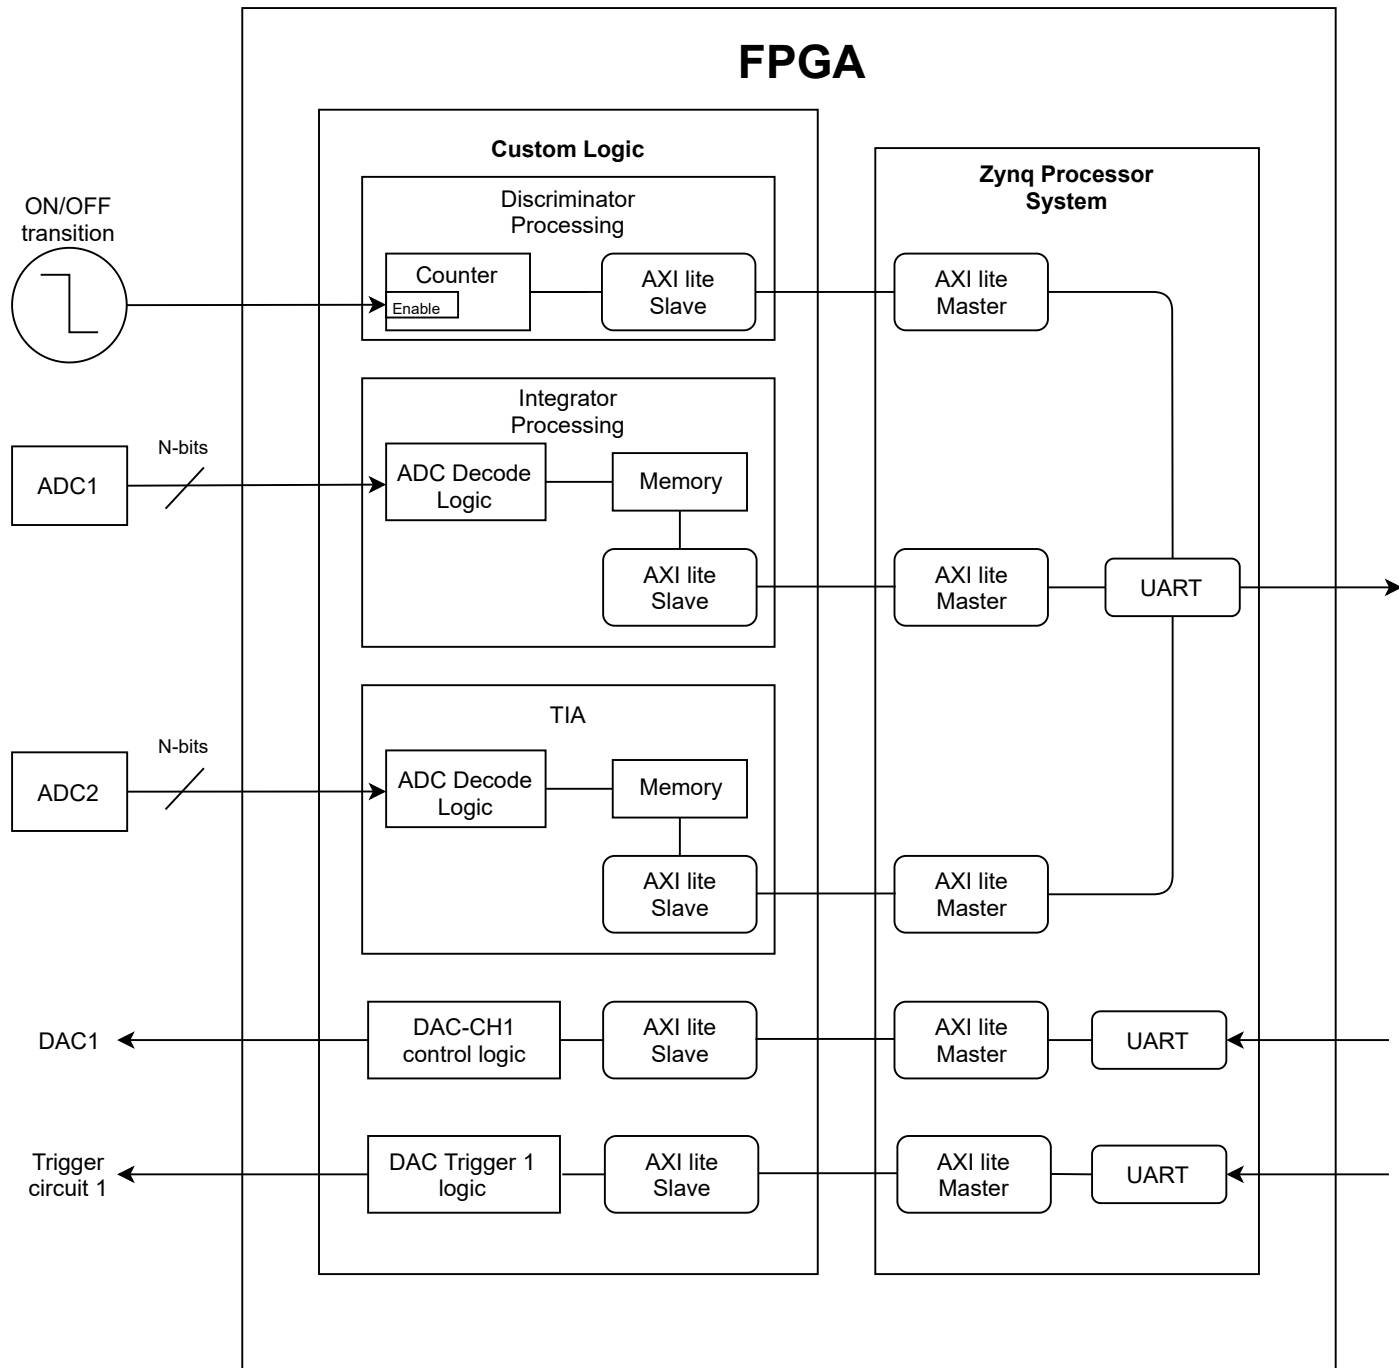 FPGA
Custom Logic
Zynq Processor
System
ON/OFF
transition
Discriminator
Processing
Counter
Enable
AXI lite
Slave
AXI lite
Master
Integrator
Processing
ADC1
N-bits
ADC Decode
Logic
Memory
AXI lite
Slave
AXI lite
Master
UART
TIA
ADC2
N-bits
ADC Decode
Logic
Memory
AXI lite
Slave
AXI lite
Master
DAC1
DAC-CH1
control logic
AXI lite
Slave
AXI lite
Master
UART
Trigger
circuit 1
DAC Trigger 1
logic
AXI lite
Slave
AXI lite
Master
UART